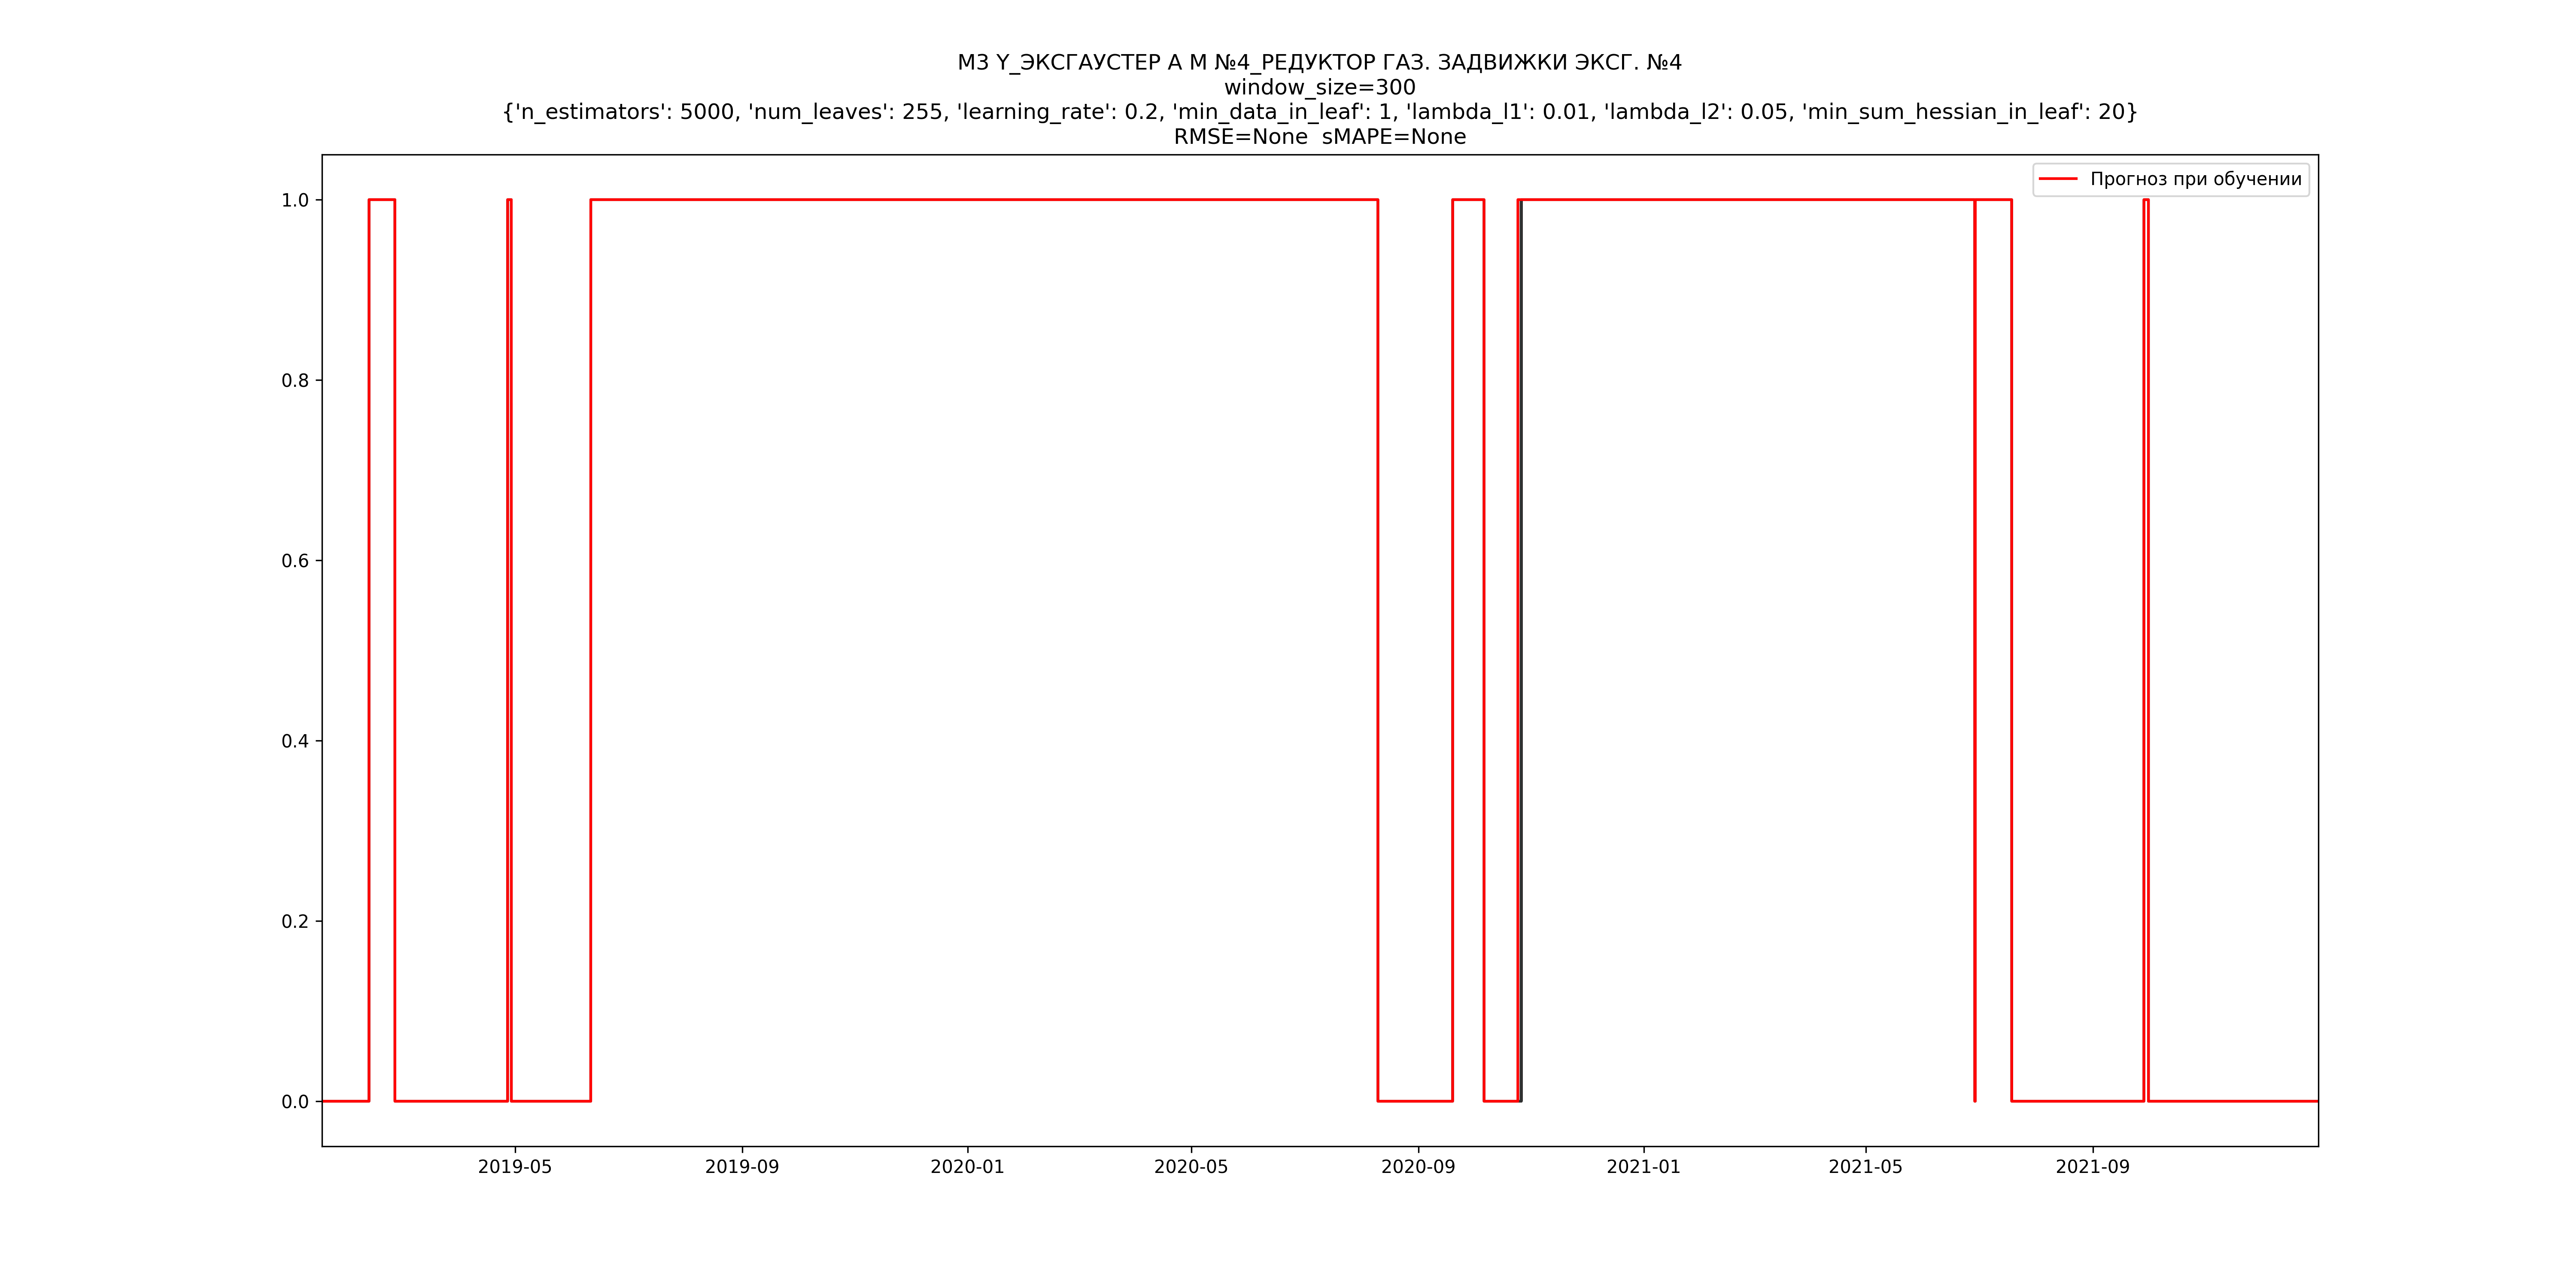 М3 Y_ЭКСГАУСТЕР А М №4_РЕДУКТОР ГАЗ. ЗАДВИЖКИ ЭКСГ. №4
window_size=300
{'n_estimators': 5000, 'num_leaves': 255, 'learning_rate': 0.2, 'min_data_in_leaf': 1, 'lambda_l1': 0.01, 'lambda_l2': 0.05, 'min_sum_hessian_in_leaf': 20}
RMSE=None  sMAPE=None
Прогноз при обучении
1.0
0.8
0.6
0.4
0.2
0.0
2019-05
2019-09
2020-01
2020-05
2020-09
2021-01
2021-05
2021-09